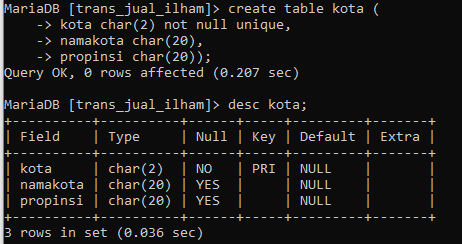 MariaDB [trans_jual_ilham]> create table kota (
    -> kota char(2) not null unique,
    -> namakota char(20),
    -> propinsi char(20));
Query OK, 0 rows affected (0.207 sec)

MariaDB [trans_jual_ilham]> desc kota;
+----------+----------+------+-----+---------+-------+
| Field    | Type     | Null | Key | Default | Extra |
+----------+----------+------+-----+---------+-------+
| kota     | char(2)  | NO   | PRI | NULL    |       |
| namakota | char(20) | YES  |     | NULL    |       |
| propinsi | char(20) | YES  |     | NULL    |       |
+----------+----------+------+-----+---------+-------+
3 rows in set (0.036 sec)